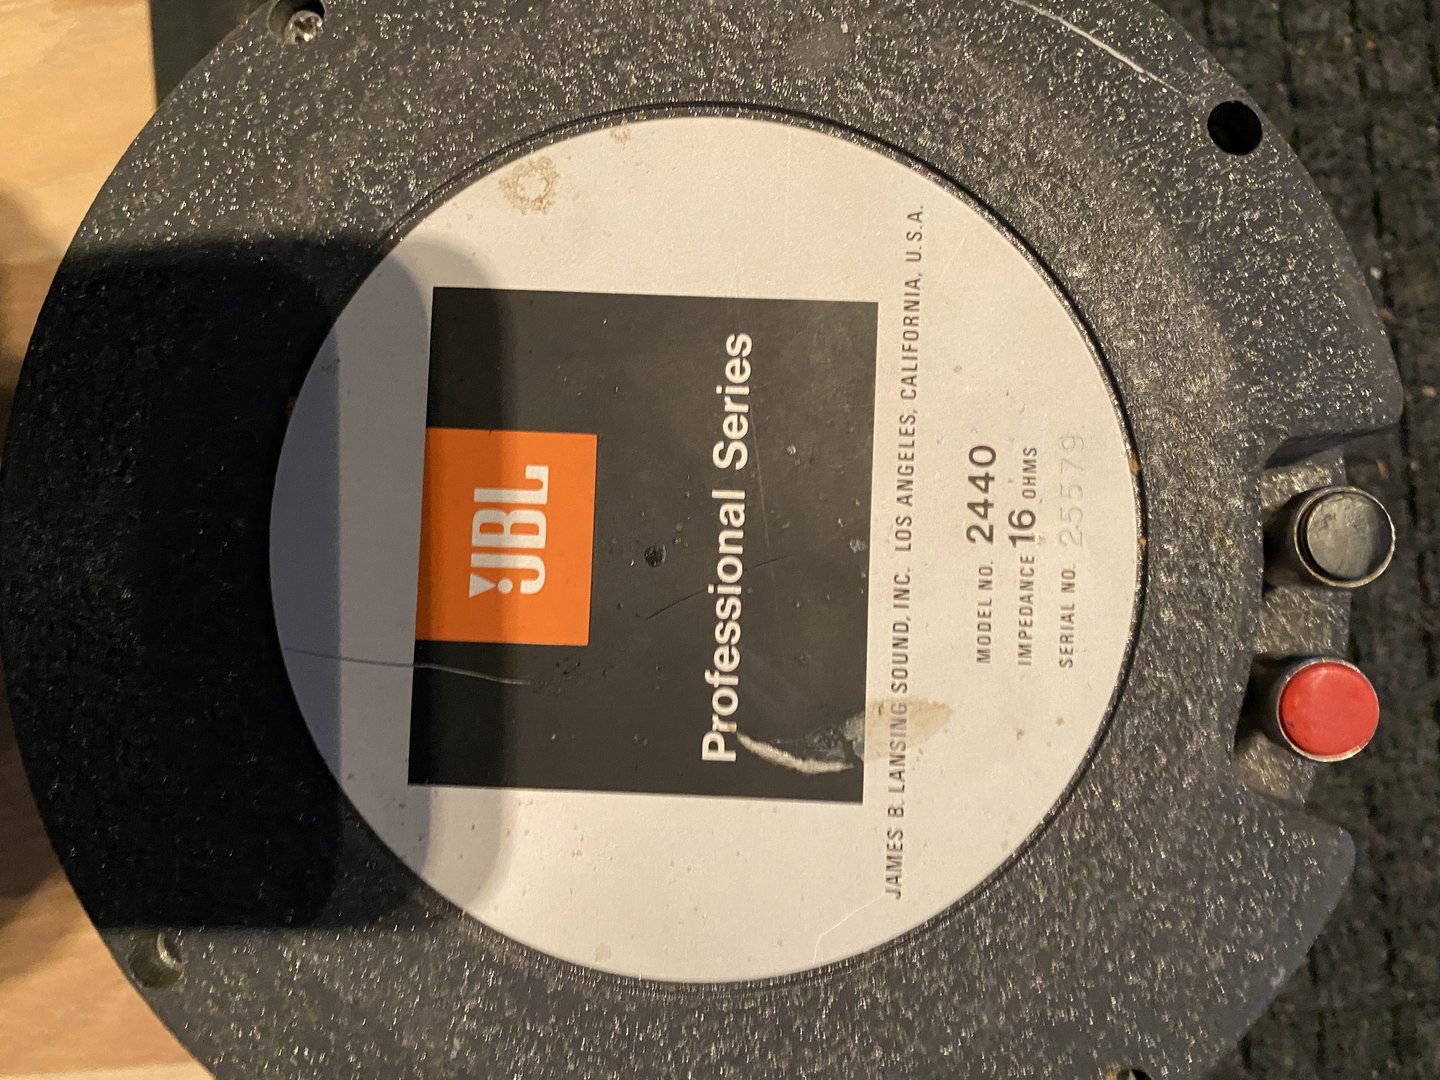 JBL
Professional Series
JAMES B. LANSING SOUND, INC. LOS ANGELES, CALIFORNIA, U.S.A.
MODEL NO. 2440
IMPEDANCE 16 OHMS
SERIAL NO. 25579